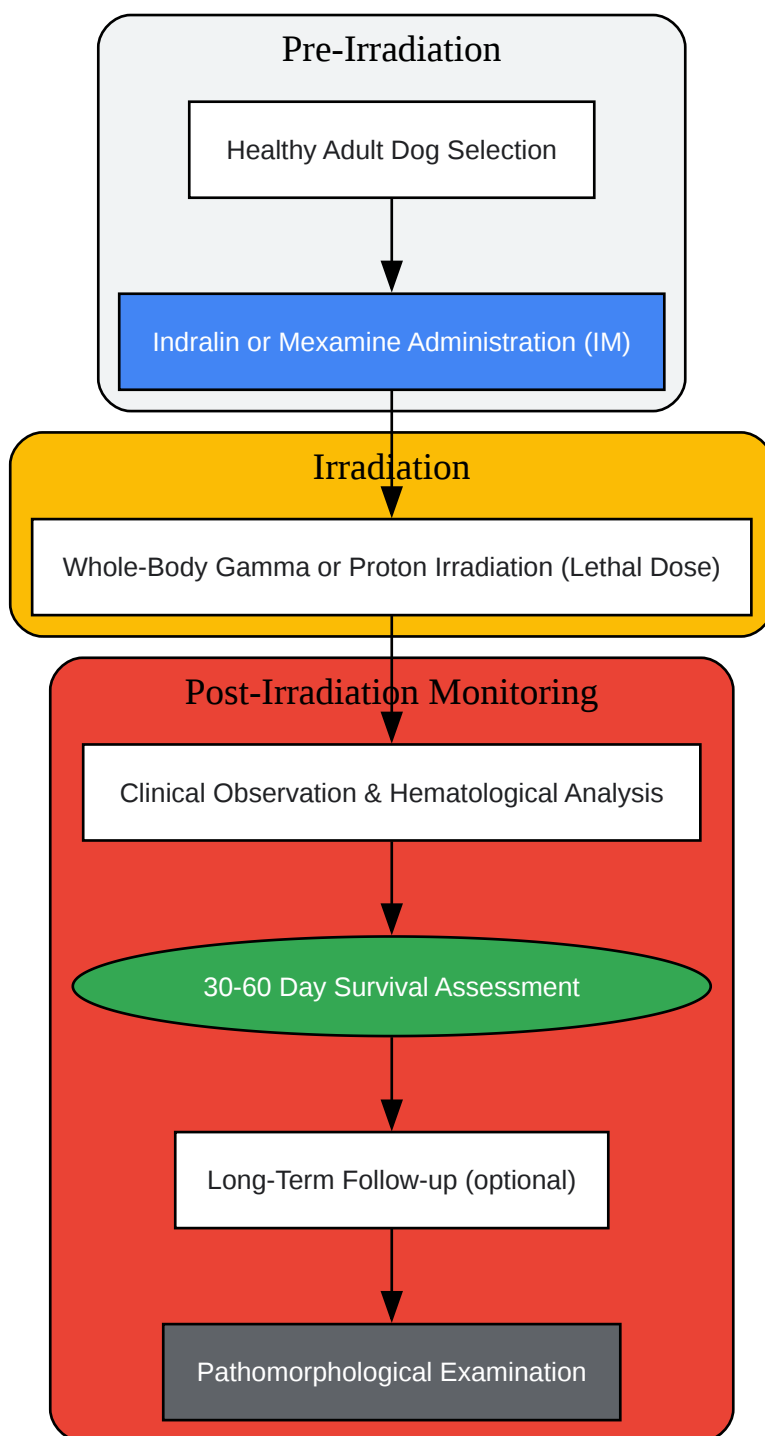 Pre-Irradiation
Healthy Adult Dog Selection
Indralin or Mexamine Administration (IM)
Irradiation
Whole-Body Gamma or Proton Irradiation (Lethal Dose)
Post-Irradiation Monitoring
Clinical Observation & Hematological Analysis
30-60 Day Survival Assessment
Long-Term Follow-up (optional)
Pathomorphological Examination